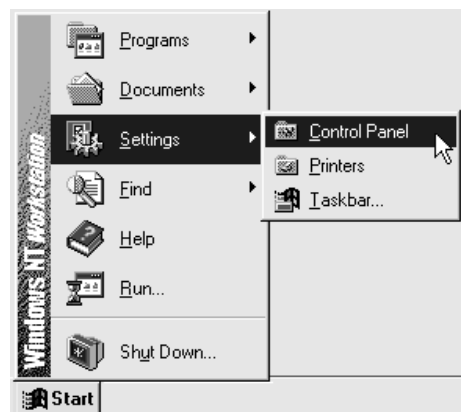 Programs
Documents
Settings
Find
Help
Run...
Shut Down...
Control Panel
Printers
Taskbar...
Windows NT Workstation
Start